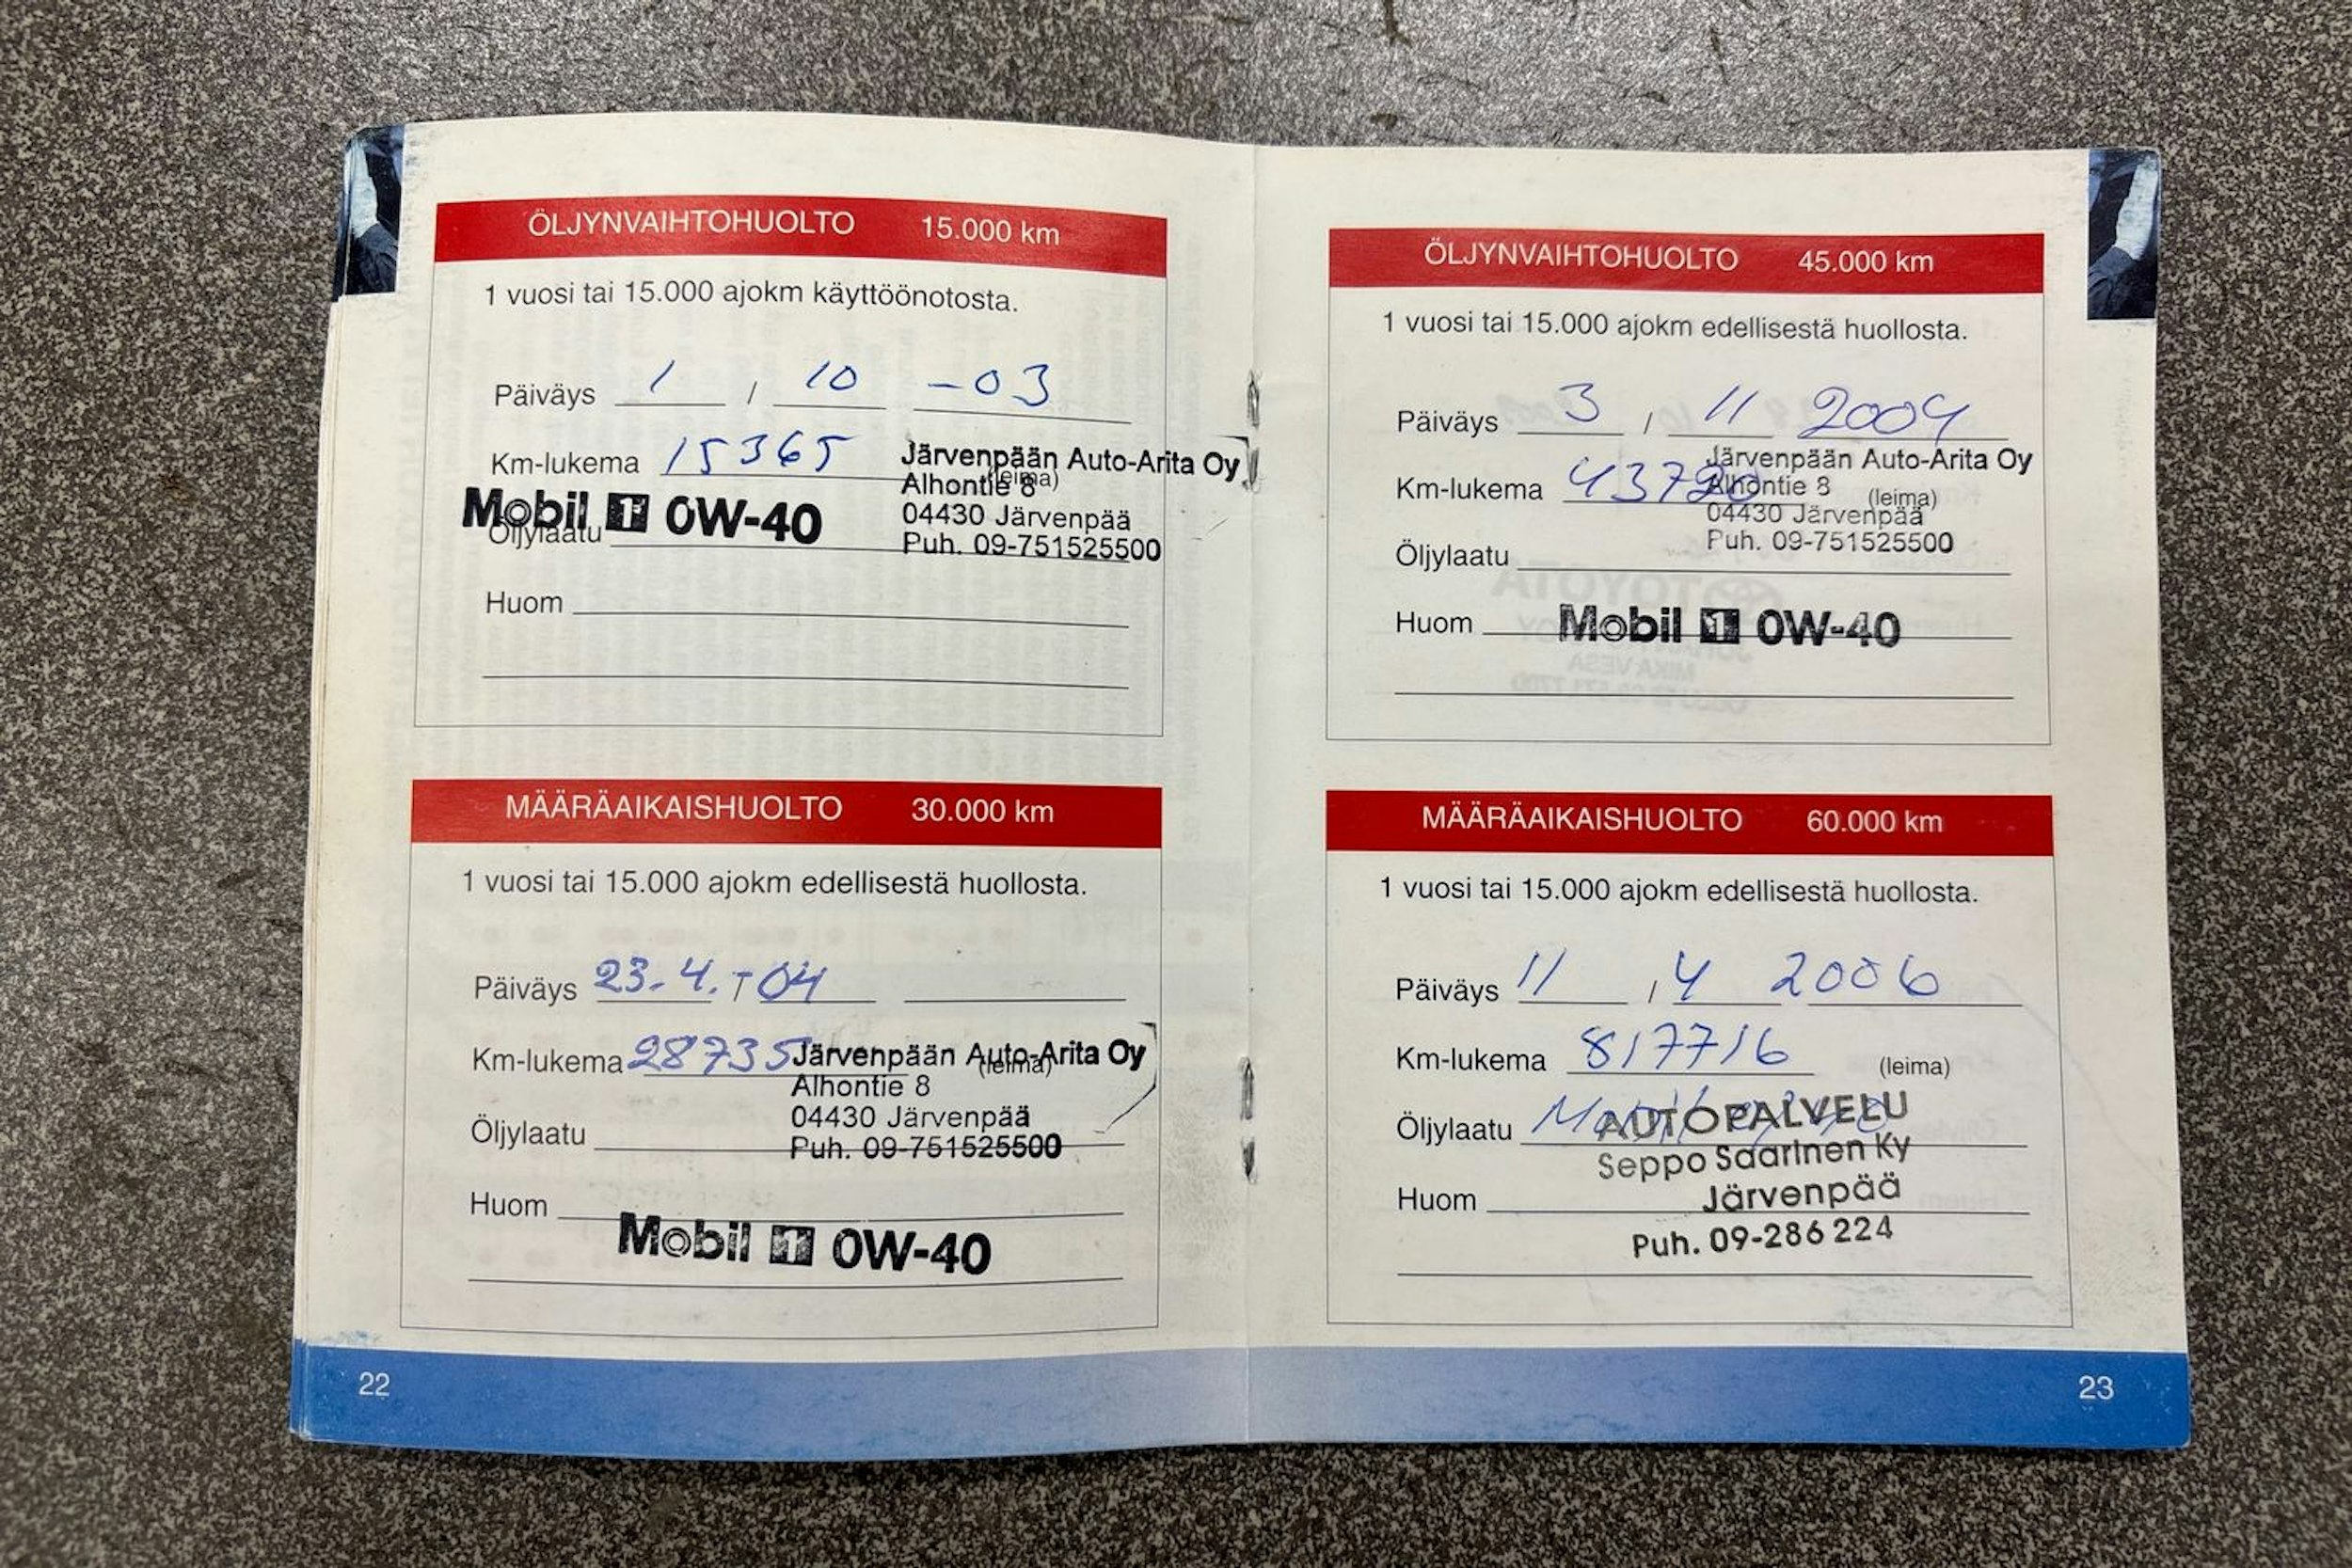 ÖLJYNVAIHTOHUOLTO 15.000 km
1 vuosi tai 15.000 ajokm käyttöönotosta.
Päiväys 1 / 10 -03
Km-lukema 15365
(leima)
Järvenpään Auto-Arita Oy
Alhontie 8
04430 Järvenpää
Puh. 09-751525500
Mobil 1 0W-40
Öljylaatu
Huom
MÄÄRÄAIKAISHUOLTO 30.000 km
1 vuosi tai 15.000 ajokm edellisestä huollosta.
Päiväys 23.4. / -04
Km-lukema 28735
(leima)
Järvenpään Auto-Arita Oy
Alhontie 8
04430 Järvenpää
Puh. 09-751525500
Öljylaatu
Huom
Mobil 1 0W-40
22
ÖLJYNVAIHTOHUOLTO 45.000 km
1 vuosi tai 15.000 ajokm edellisestä huollosta.
Päiväys 3 / 11 2004
Km-lukema 43720
(leima)
Järvenpään Auto-Arita Oy
Alhontie 8
04430 Järvenpää
Puh. 09-751525500
Öljylaatu
Huom
Mobil 1 0W-40
MÄÄRÄAIKAISHUOLTO 60.000 km
1 vuosi tai 15.000 ajokm edellisestä huollosta.
Päiväys 11 / 4 2006
Km-lukema 817716
(leima)
Öljylaatu Mobil
AUTOPALVELU
Seppo Saarinen Ky
Järvenpää
Puh. 09-286 224
Huom
23